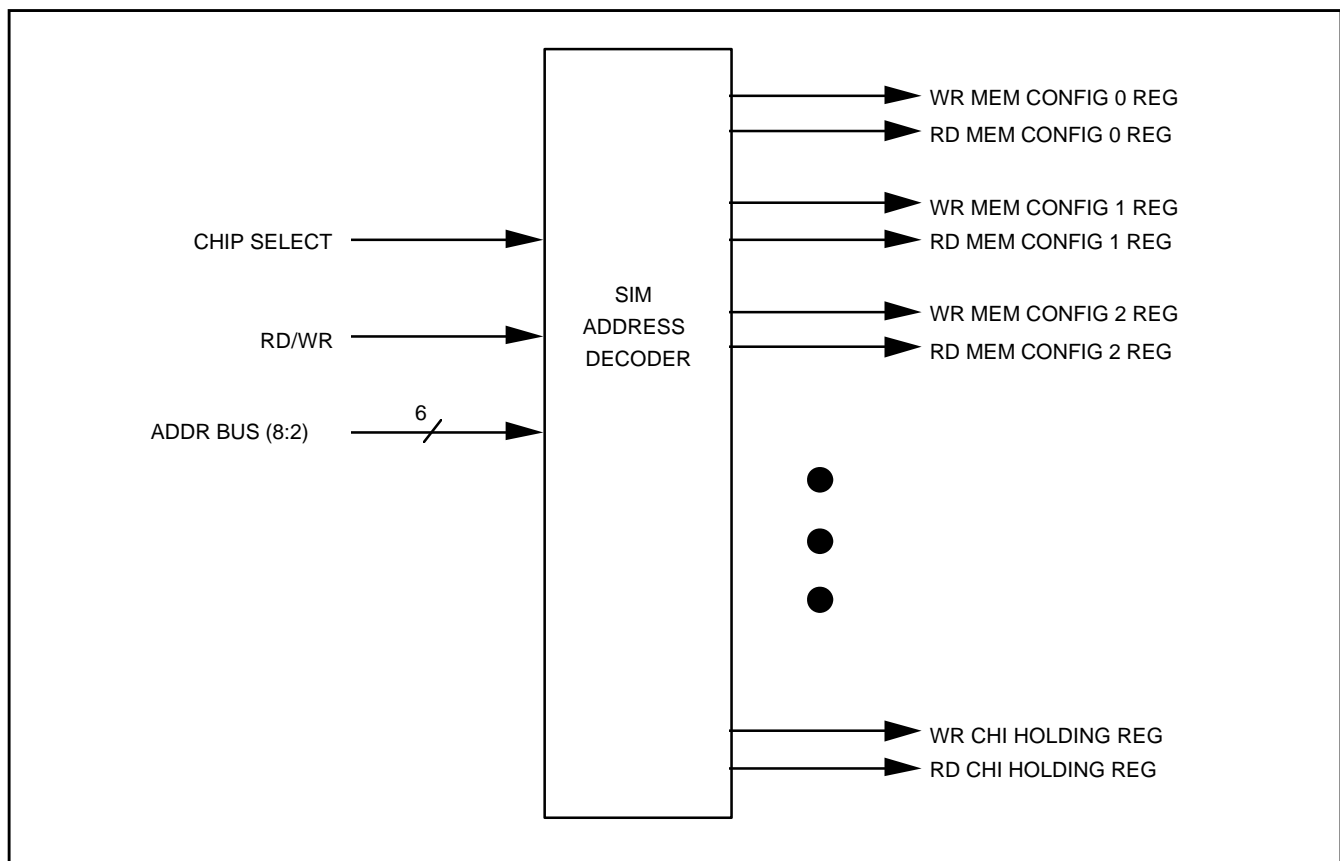 WR MEM CONFIG 0 REG
RD MEM CONFIG 0 REG
WR MEM CONFIG 1 REG
CHIP SELECT
RD MEM CONFIG 1 REG
SIM
ADDRESS
DECODER
WR MEM CONFIG 2 REG
RD/WR
RD MEM CONFIG 2 REG
6
ADDR BUS (8:2)
WR CHI HOLDING REG
RD CHI HOLDING REG